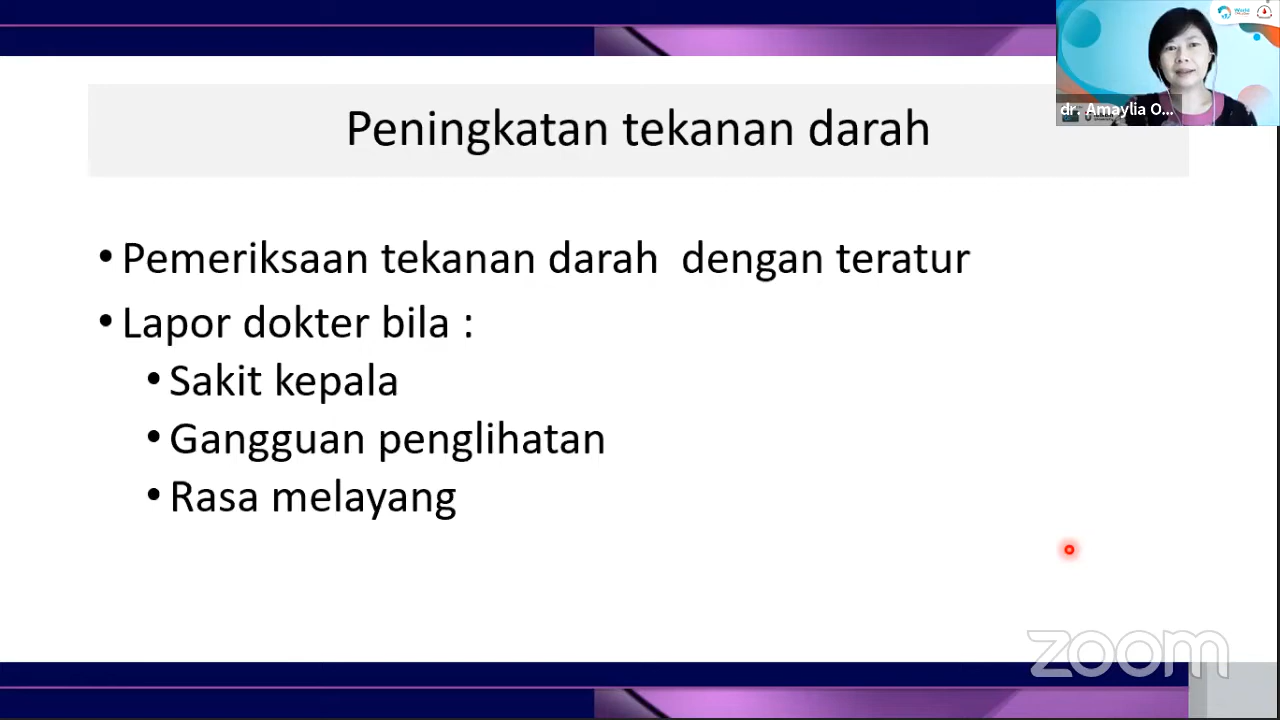 Peningkatan tekanan darah
dr. Amaylia O...
• Pemeriksaan tekanan darah dengan teratur
• Lapor dokter bila :
• Sakit kepala
• Gangguan penglihatan
• Rasa melayang
zoom